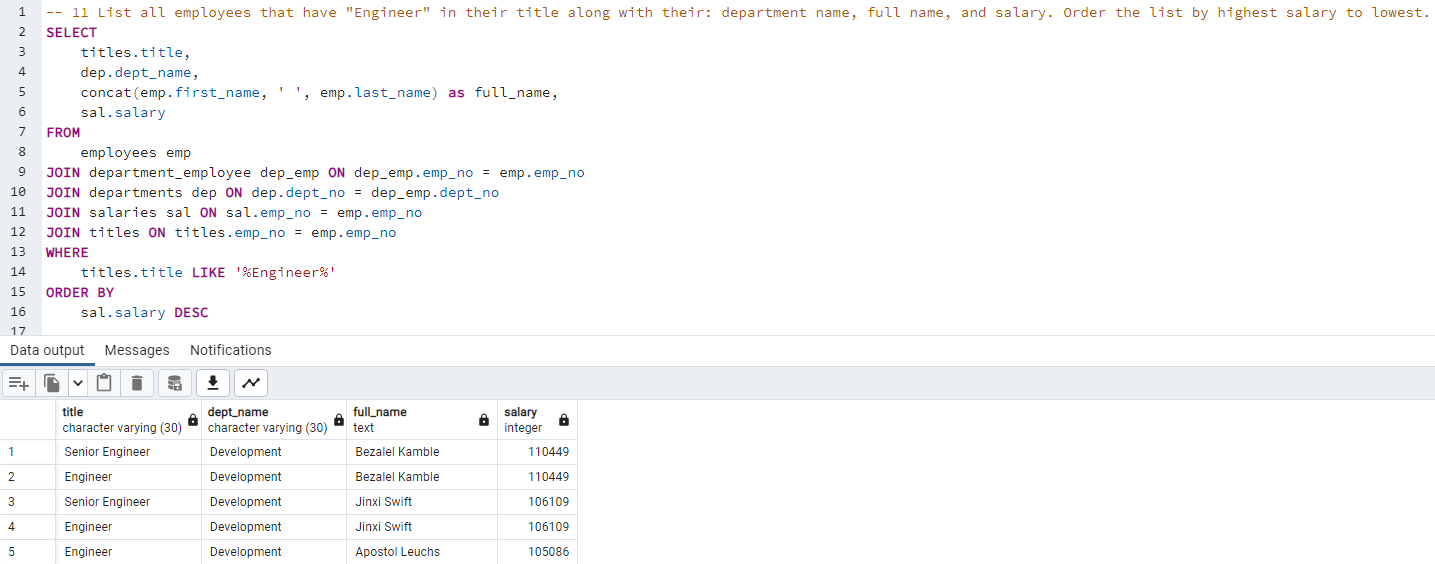 1 -- 11 List all employees that have "Engineer" in their title along with their: department name, full name, and salary. Order the list by highest salary to lowest.
2 SELECT
3 titles.title,
4 dep.dept_name,
5 concat(emp.first_name, ' ', emp.last_name) as full_name,
6 sal.salary
7 FROM
8 employees emp
9 JOIN department_employee dep_emp ON dep_emp.emp_no = emp.emp_no
10 JOIN departments dep ON dep.dept_no = dep_emp.dept_no
11 JOIN salaries sal ON sal.emp_no = emp.emp_no
12 JOIN titles ON titles.emp_no = emp.emp_no
13 WHERE
14 titles.title LIKE '%Engineer%'
15 ORDER BY
16 sal.salary DESC
17
Data output Messages Notifications
title dept_name full_name salary
character varying (30) character varying (30) text integer
1 Senior Engineer Development Bezalel Kamble 110449
2 Engineer Development Bezalel Kamble 110449
3 Senior Engineer Development Jinxi Swift 106109
4 Engineer Development Jinxi Swift 106109
5 Engineer Development Apostol Leuchs 105086